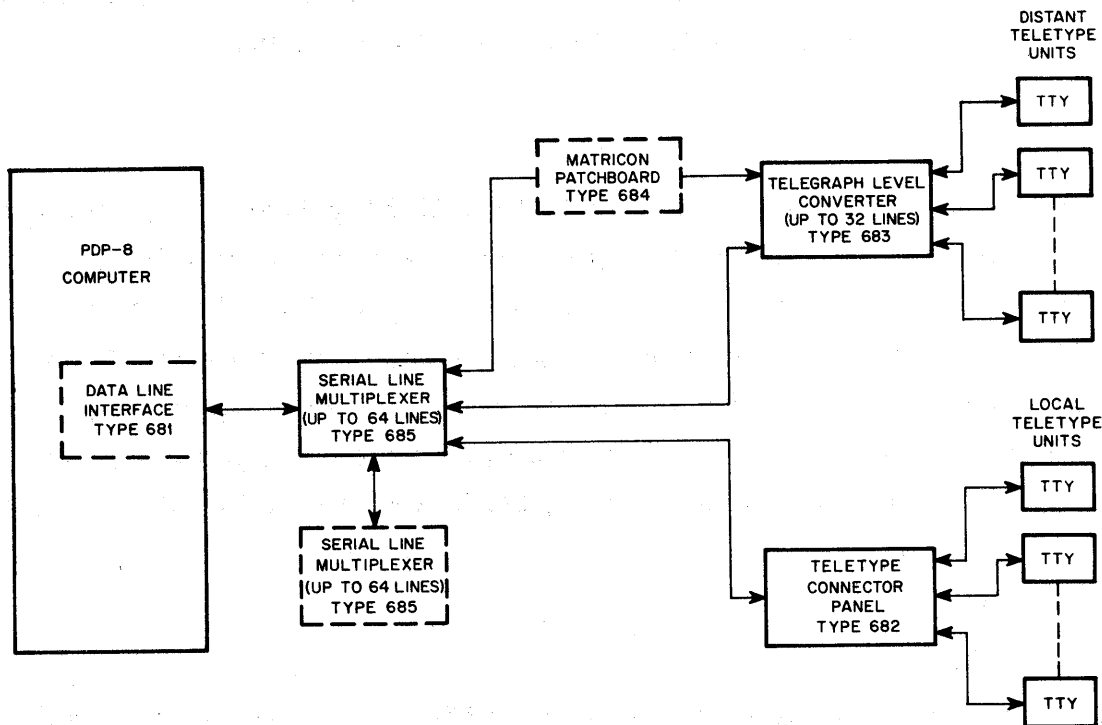 DISTANT
TELETYPE
UNITS
TTY
MATRICON
PATCHBOARD
TYPE 684
TELEGRAPH LEVEL
CONVERTER
(UP TO 32 LINES)
TYPE 683
TTY
PDP-8
COMPUTER
TTY
DATA LINE
INTERFACE
TYPE 681
SERIAL LINE
MULTIPLEXER
(UP TO 64 LINES)
TYPE 685
LOCAL
TELETYPE
UNITS
TTY
SERIAL LINE
MULTIPLEXER
(UP TO 64 LINES)
TYPE 685
TELETYPE
CONNECTOR
PANEL
TYPE 682
TTY
TTY